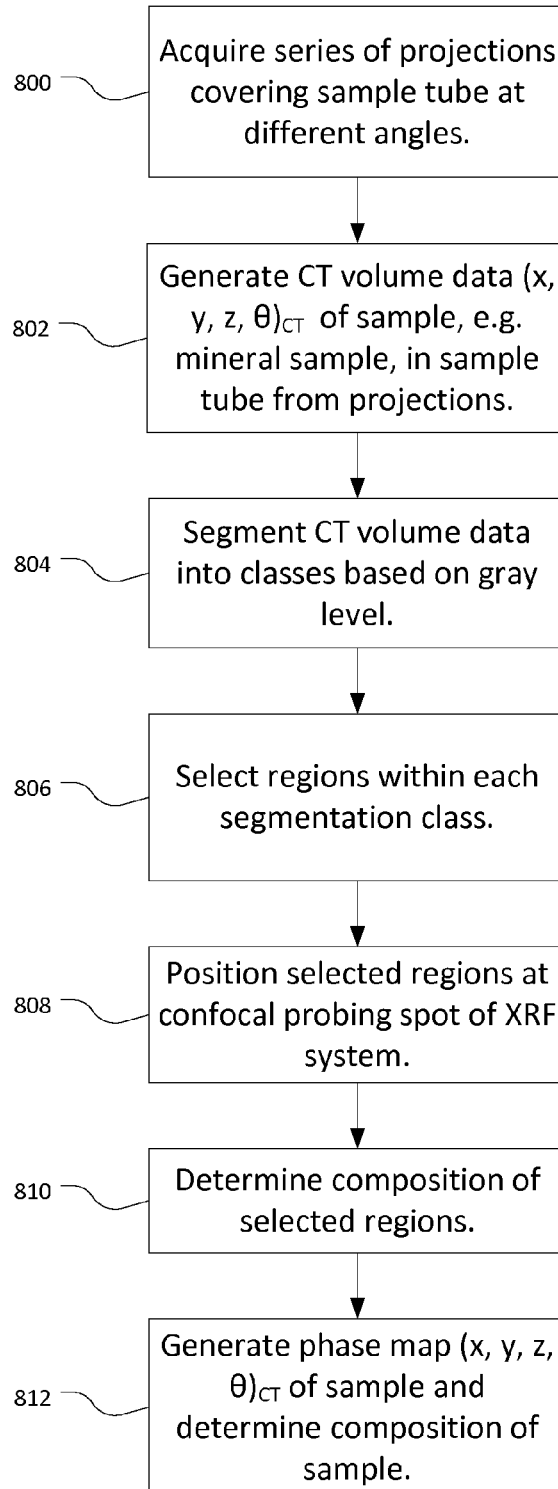 800
Acquire series of projections
covering sample tube at
different angles.
802
Generate CT volume data (x,
y, z, θ)CT of sample, e.g.
mineral sample, in sample
tube from projections.
804
Segment CT volume data
into classes based on gray
level.
806
Select regions within each
segmentation class.
808
Position selected regions at
confocal probing spot of XRF
system.
810
Determine composition of
selected regions.
812
Generate phase map (x, y, z,
θ)CT of sample and
determine composition of
sample.